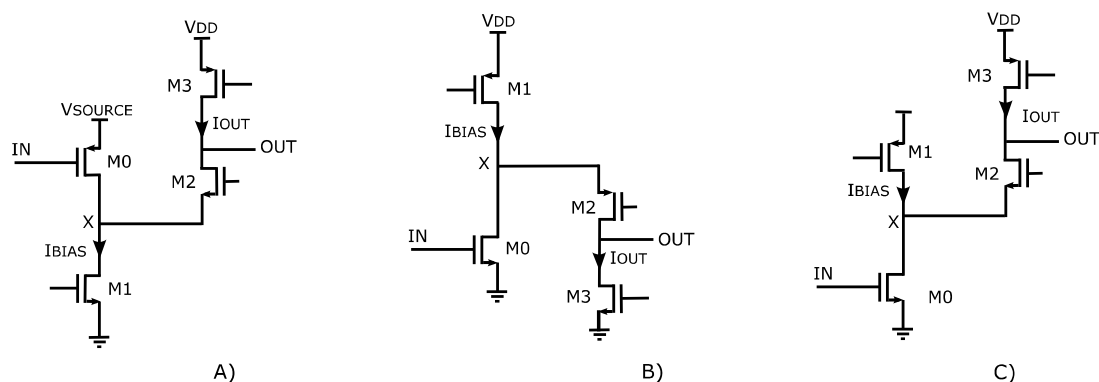 VDD
M3
VSOURCE
IOUT
IN
M0
OUT
M2
X
IBIAS
M1
A)
VDD
M1
IBIAS
X
M2
IN
M0
OUT
IOUT
M3
B)
VDD
M3
IOUT
M1
OUT
IBIAS
M2
X
IN
M0
C)